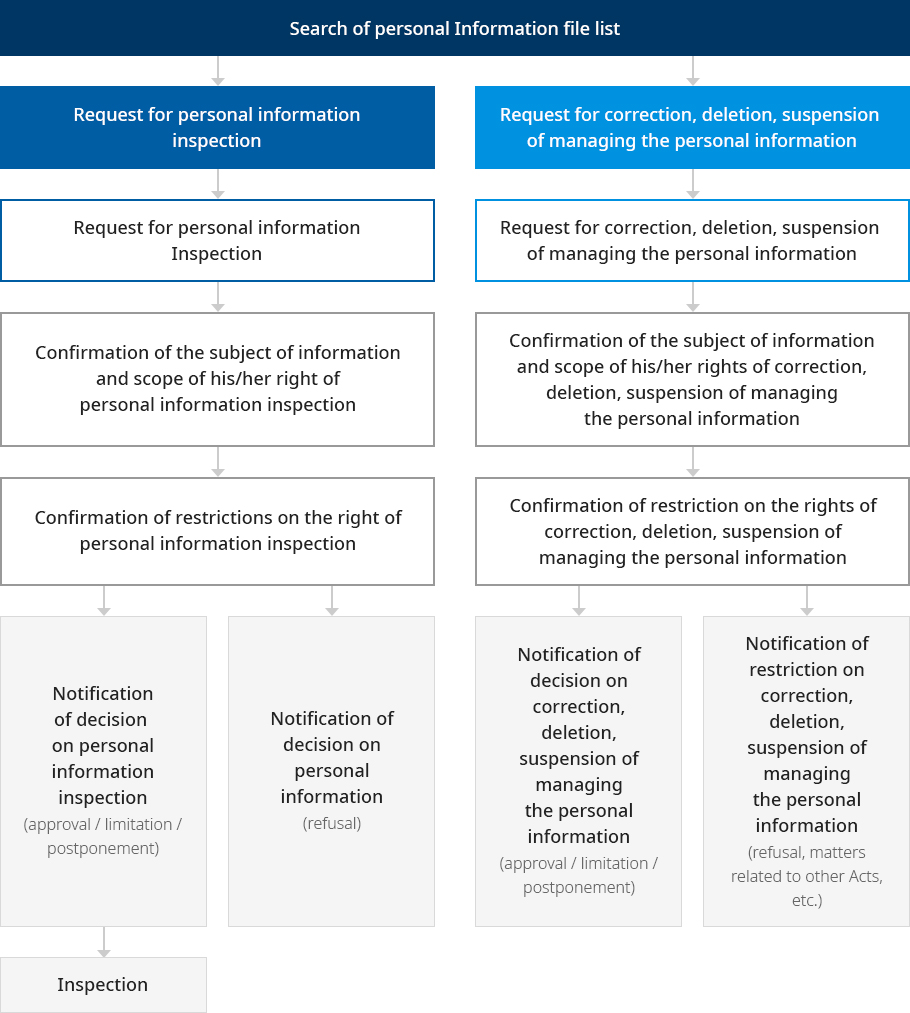 Search of personal Information file list
Request for personal information
inspection
Request for correction, deletion, suspension
of managing the personal information
Request for personal information
Inspection
Request for correction, deletion, suspension
of managing the personal information
Confirmation of the subject of information
and scope of his/her right of
personal information inspection
Confirmation of the subject of information
and scope of his/her rights of correction,
deletion, suspension of managing
the personal information
Confirmation of restrictions on the right of
personal information inspection
Confirmation of restriction on the rights of
correction, deletion, suspension of
managing the personal information
Notification
of decision
on personal
information
inspection
(approval / limitation /
postponement)
Notification of
decision on
personal
information
(refusal)
Notification of
decision on
correction,
deletion,
suspension of
managing
the personal
information
(approval / limitation /
postponement)
Notification of
restriction on
correction,
deletion,
suspension of
managing
the personal
information
(refusal, matters
related to other Acts,
etc.)
Inspection